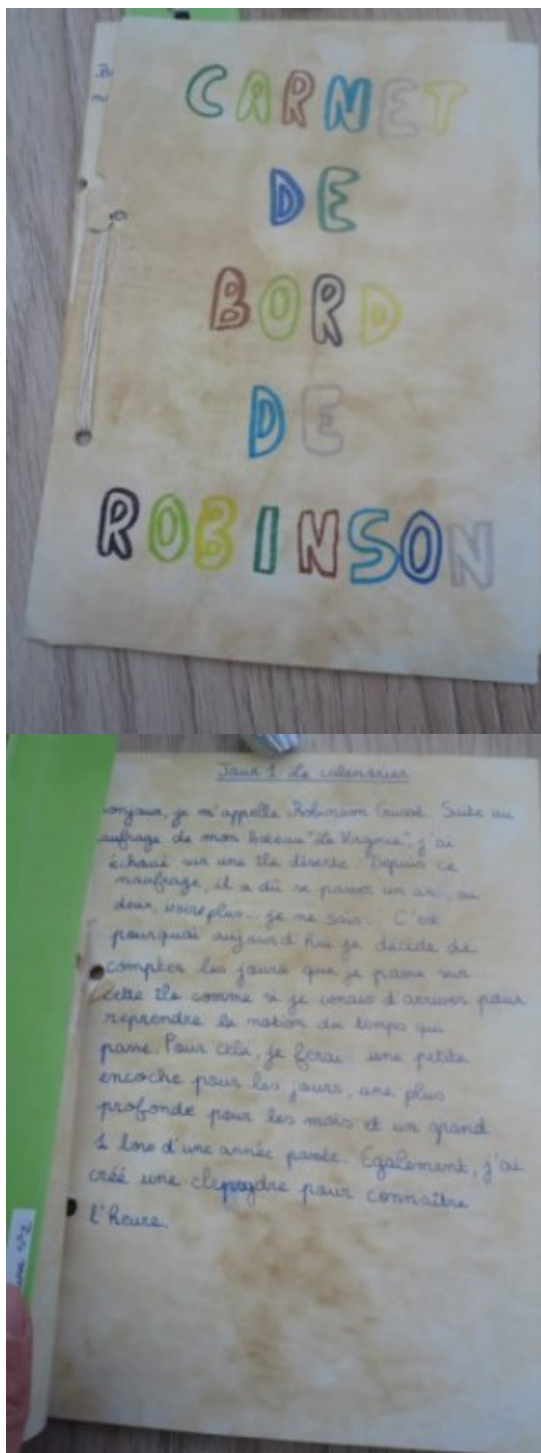 CARNET
DE
BORD
DE
ROBINSON
Jour 1 : Le calendrier
onjour, je m'appelle Robinson Crusoé. Suite au
aufrage de mon bateau "La Virginie", j'ai
échoué sur une île déserte. Depuis ce
naufrage, il a dû se passer un an, ou
deux, voire plus... je ne sais... C'est
pourquoi aujourd'hui je décide de
compter les jours que je passe sur
cette île comme si je venais d'arriver pour
reprendre la notion du temps qui
passe. Pour cela, je ferai : une petite
encoche pour les jours, une plus
profonde pour les mois et un grand
1 lors d'une année passée. Egalement, j'ai
créé une clepsydre pour connaître
l'heure.
n°2